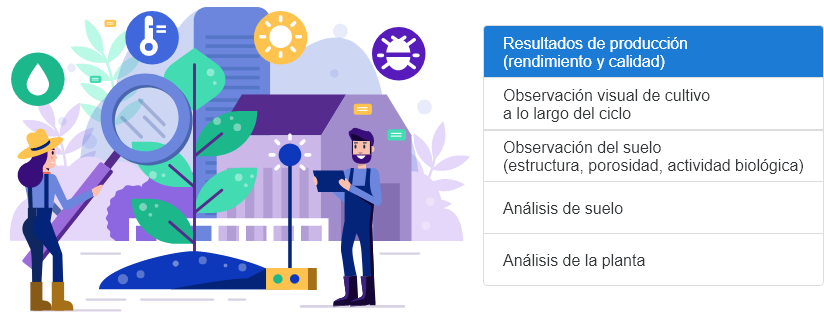 Resultados de producción
(rendimiento y calidad)
Observación visual de cultivo
a lo largo del ciclo
Observación del suelo
(estructura, porosidad, actividad biológica)
Análisis de suelo
Análisis de la planta